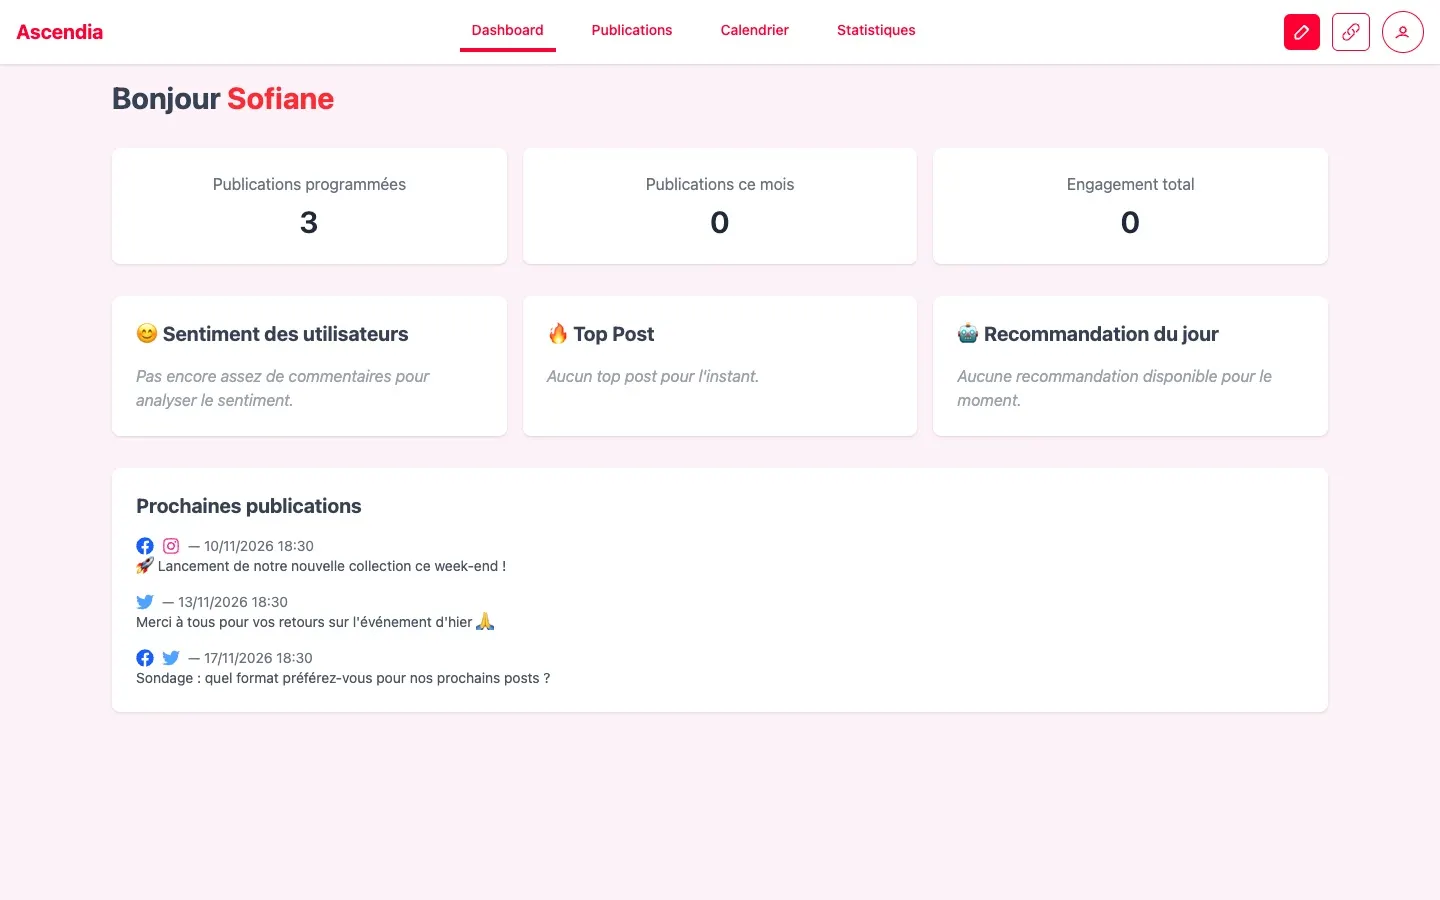 Ascendia
Dashboard
Publications
Calendrier
Statistiques
Bonjour Sofiane
Publications programmées
3
Publications ce mois
0
Engagement total
0
😊 Sentiment des utilisateurs
Pas encore assez de commentaires pour
analyser le sentiment.
🔥 Top Post
Aucun top post pour l'instant.
🤖 Recommandation du jour
Aucune recommandation disponible pour le
moment.
Prochaines publications
— 10/11/2026 18:30
🚀 Lancement de notre nouvelle collection ce week-end !
— 13/11/2026 18:30
Merci à tous pour vos retours sur l'événement d'hier 🙏
— 17/11/2026 18:30
Sondage : quel format préférez-vous pour nos prochains posts ?